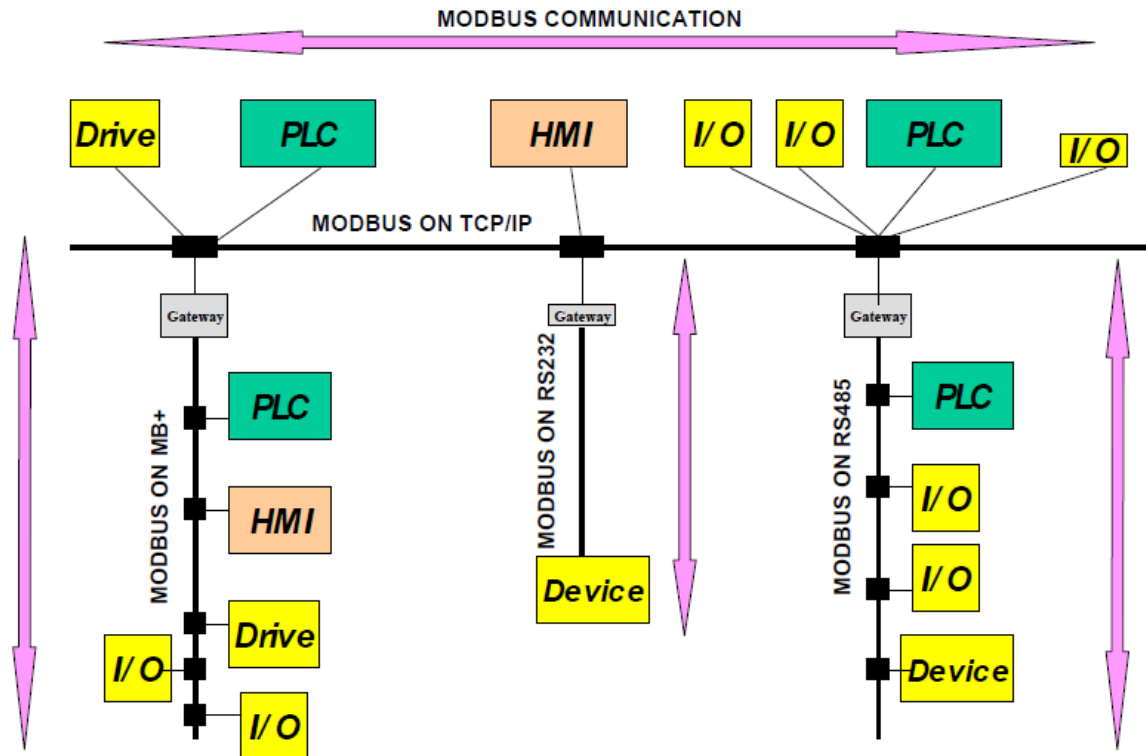 MODBUS COMMUNICATION
Drive
PLC
HMI
I/O
I/O
PLC
I/O
MODBUS ON TCP/IP
Gateway
Gateway
Gateway
MODBUS ON MB+
PLC
HMI
Drive
I/O
I/O
MODBUS ON RS232
Device
MODBUS ON RS485
PLC
I/O
I/O
Device